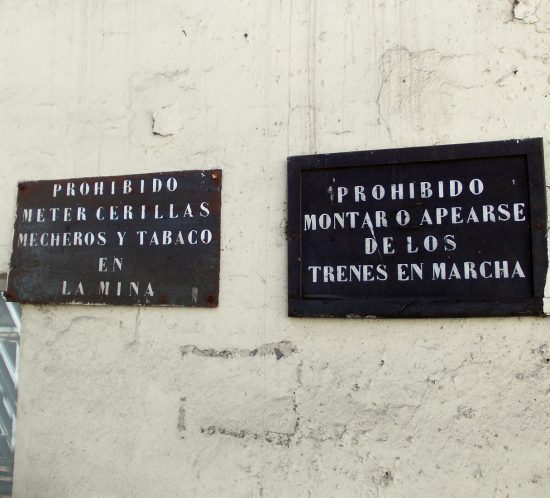 PROHIBIDO
METER CERILLAS
MECHEROS Y TABACO
EN
LA MINA
PROHIBIDO
MONTAR O APEARSE
DE LOS
TRENES EN MARCHA